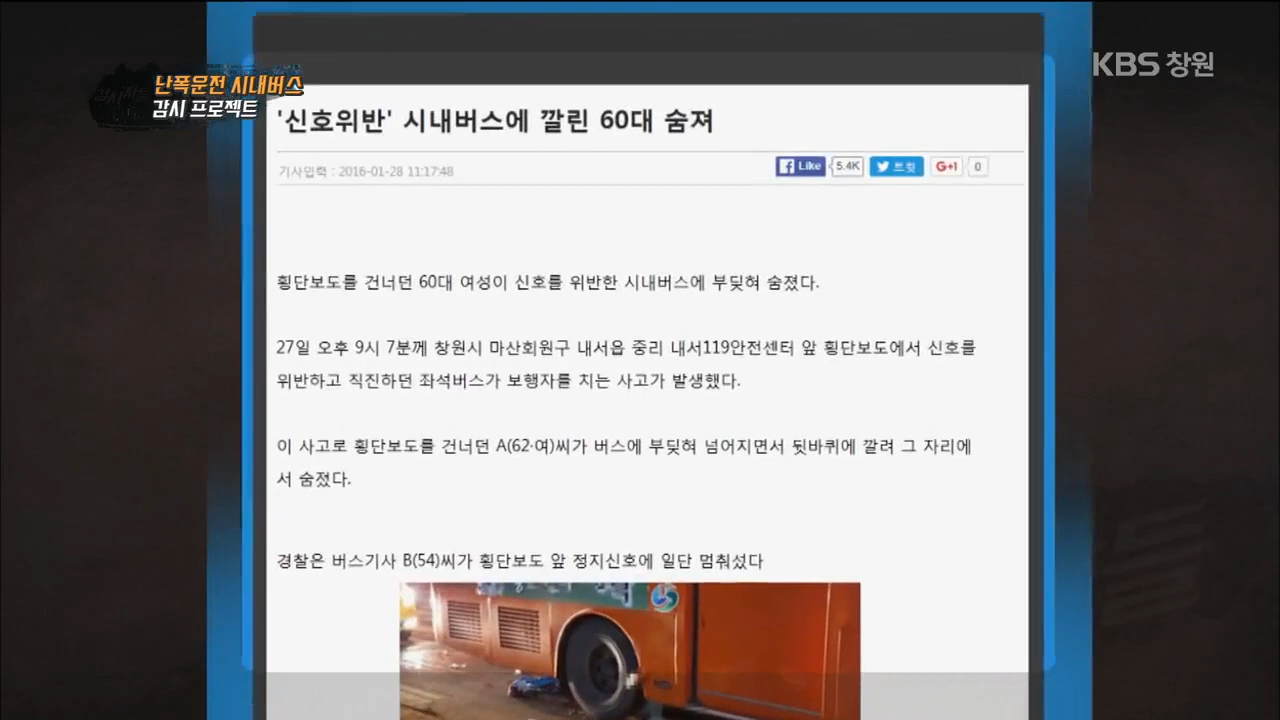 난폭운전 시내버스
감시 프로젝트
KBS 창원
'신호위반' 시내버스에 깔린 60대 숨져
기사입력 : 2016-01-28 11:17:48
Like 5.4K 트윗 G+1 0
횡단보도를 건너던 60대 여성이 신호를 위반한 시내버스에 부딪혀 숨졌다.
27일 오후 9시 7분께 창원시 마산회원구 내서읍 중리 내서119안전센터 앞 횡단보도에서 신호를
위반하고 직진하던 좌석버스가 보행자를 치는 사고가 발생했다.
이 사고로 횡단보도를 건너던 A(62·여)씨가 버스에 부딪혀 넘어지면서 뒷바퀴에 깔려 그 자리에
서 숨졌다.
경찰은 버스기사 B(54)씨가 횡단보도 앞 정지신호에 일단 멈춰섰다